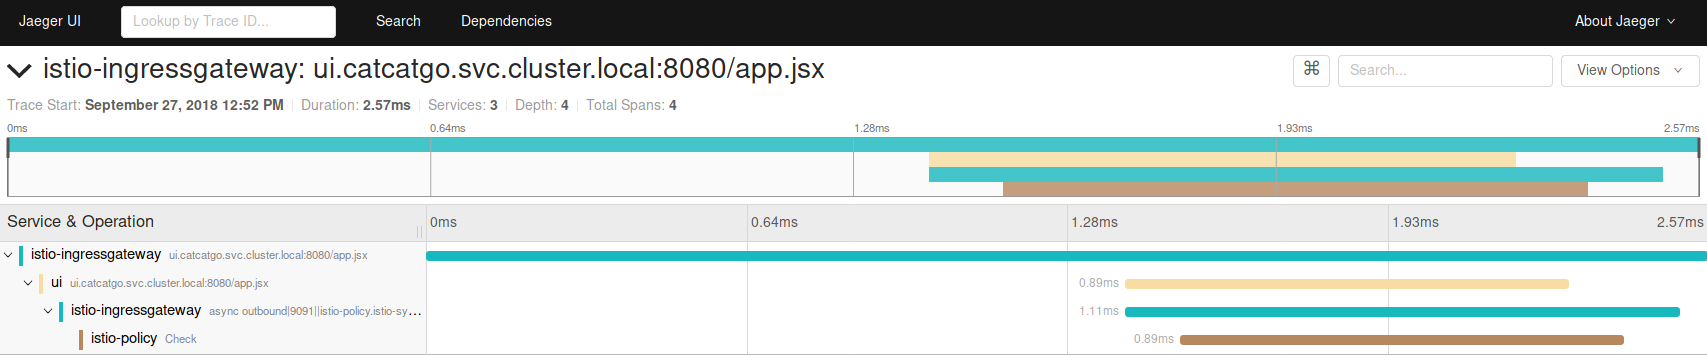 Jaeger UI Lookup by Trace ID... Search Dependencies About Jaeger
istio-ingressgateway: ui.catcatgo.svc.cluster.local:8080/app.jsx ⌘ Search... View Options
Trace Start: September 27, 2018 12:52 PM Duration: 2.57ms Services: 3 Depth: 4 Total Spans: 4
0ms 0.64ms 1.28ms 1.93ms 2.57ms
Service & Operation 0ms 0.64ms 1.28ms 1.93ms 2.57ms
istio-ingressgateway ui.catcatgo.svc.cluster.local:8080/app.jsx
ui ui.catcatgo.svc.cluster.local:8080/app.jsx 0.89ms
istio-ingressgateway async outbound|9091||istio-policy.istio-sy... 1.11ms
istio-policy Check 0.89ms